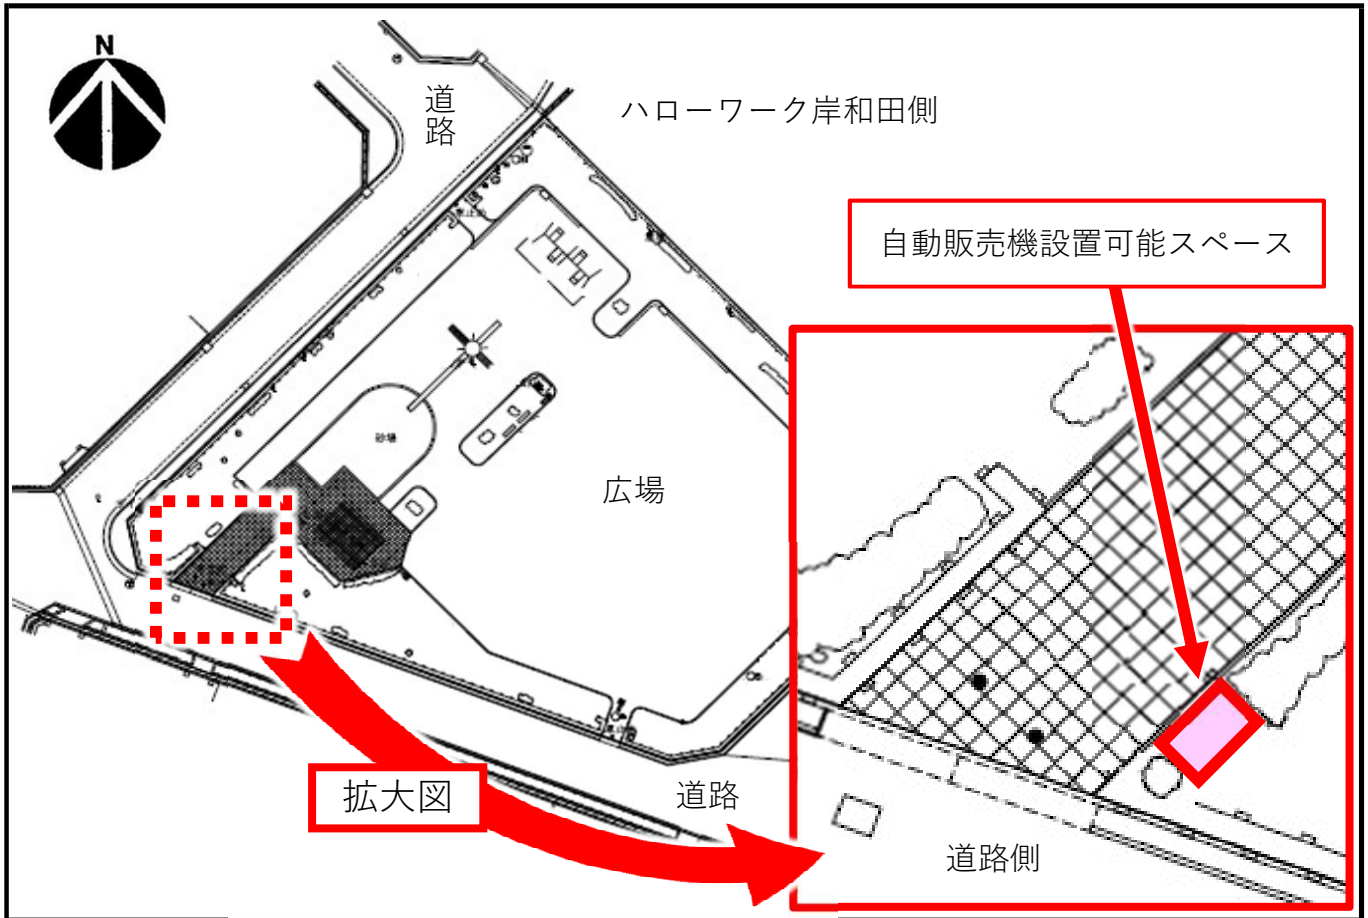 N
道路
ハローワーク岸和田側
自動販売機設置可能スペース
砂場
広場
拡大図
道路
道路側